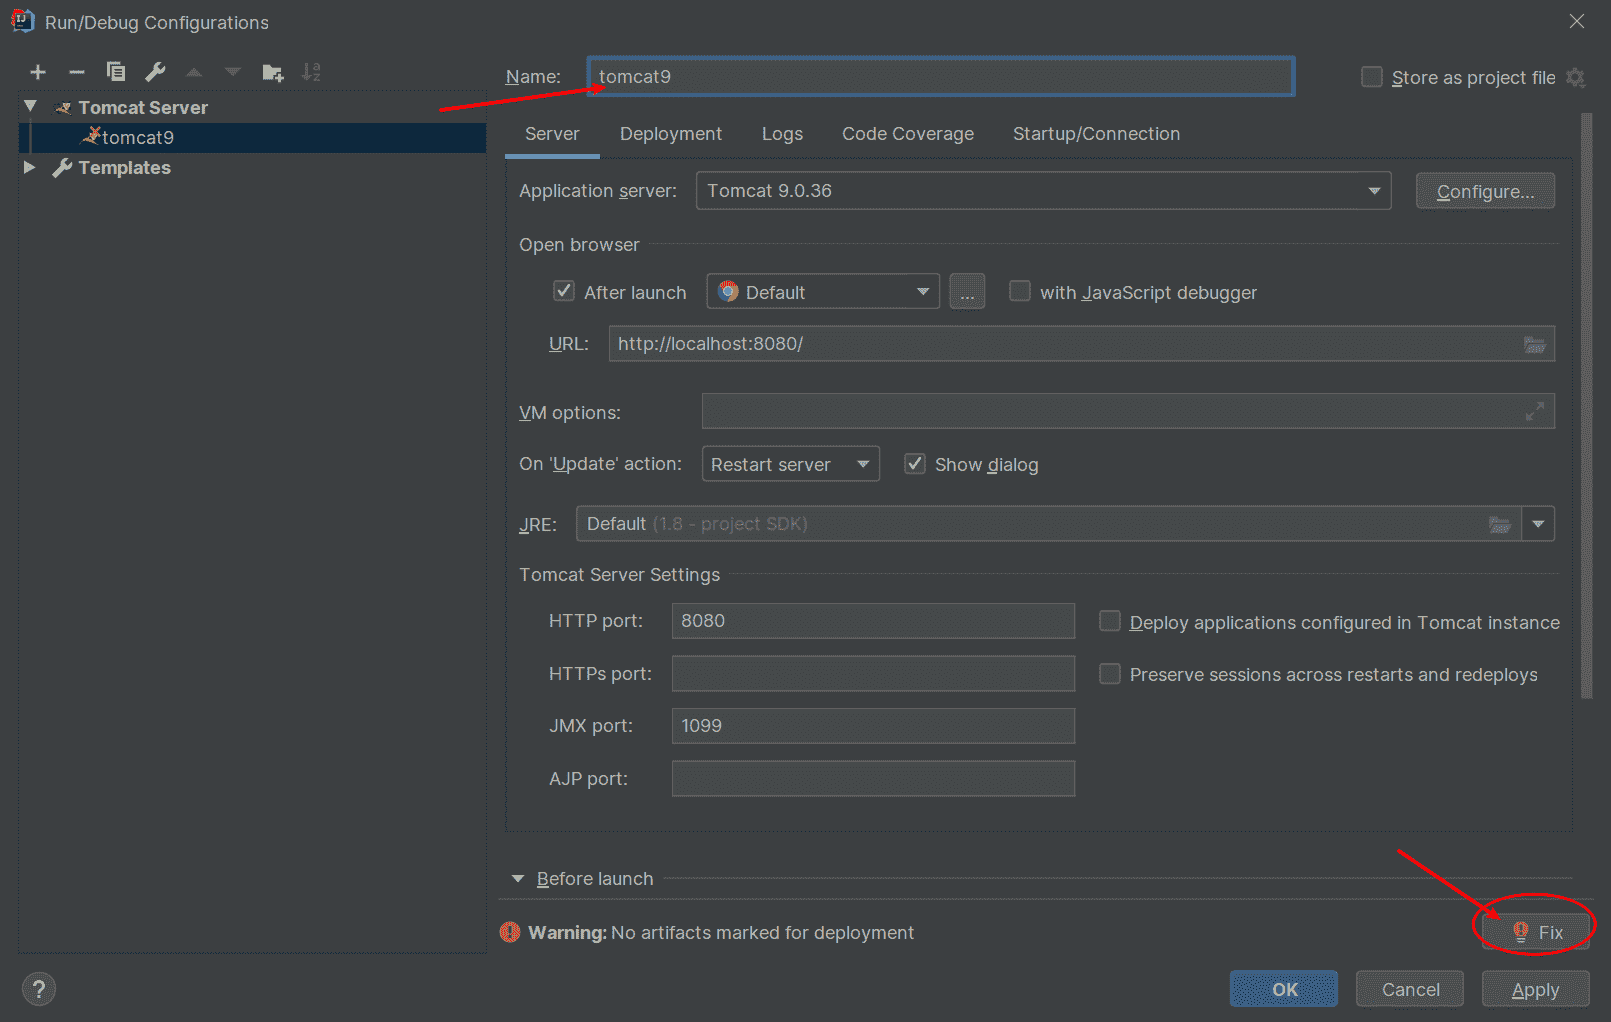 Run/Debug Configurations
Name: tomcat9
Store as project file
Tomcat Server
tomcat9
Templates
Server Deployment Logs Code Coverage Startup/Connection
Application server: Tomcat 9.0.36 Configure...
Open browser
After launch Default ... with JavaScript debugger
URL: http://localhost:8080/
VM options:
On 'Update' action: Restart server Show dialog
JRE: Default (1.8 - project SDK)
Tomcat Server Settings
HTTP port: 8080 Deploy applications configured in Tomcat instance
HTTPs port: Preserve sessions across restarts and redeploys
JMX port: 1099
AJP port:
Before launch
Warning: No artifacts marked for deployment Fix
? OK Cancel Apply